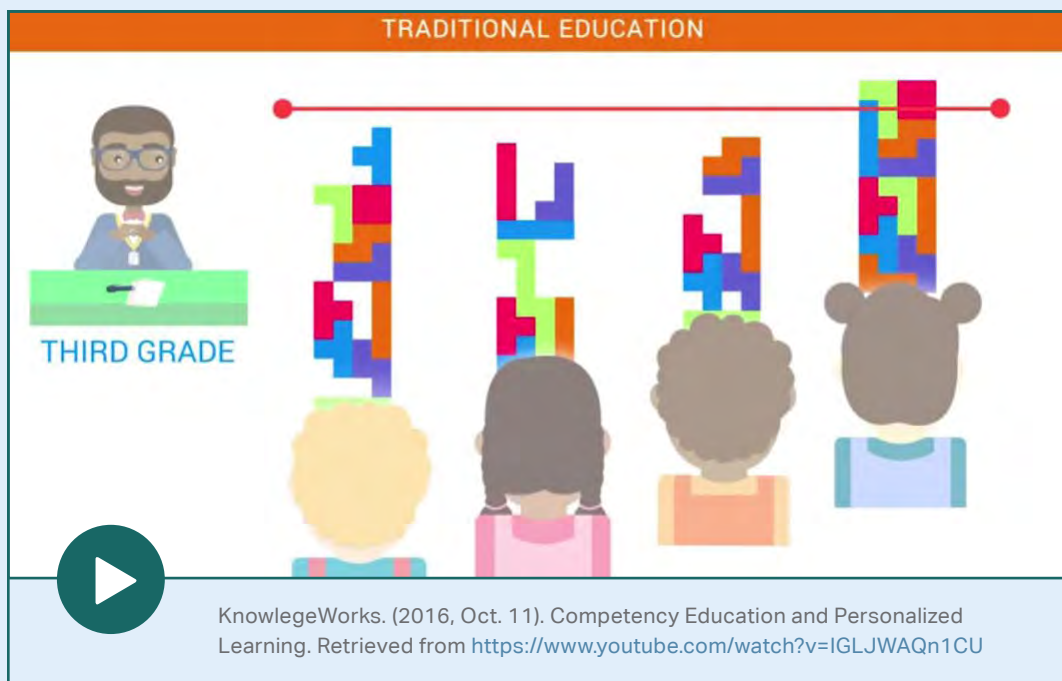 TRADITIONAL EDUCATION
THIRD GRADE
KnowlegeWorks. (2016, Oct. 11). Competency Education and Personalized
Learning. Retrieved from https://www.youtube.com/watch?v=IGLJWAQn1CU